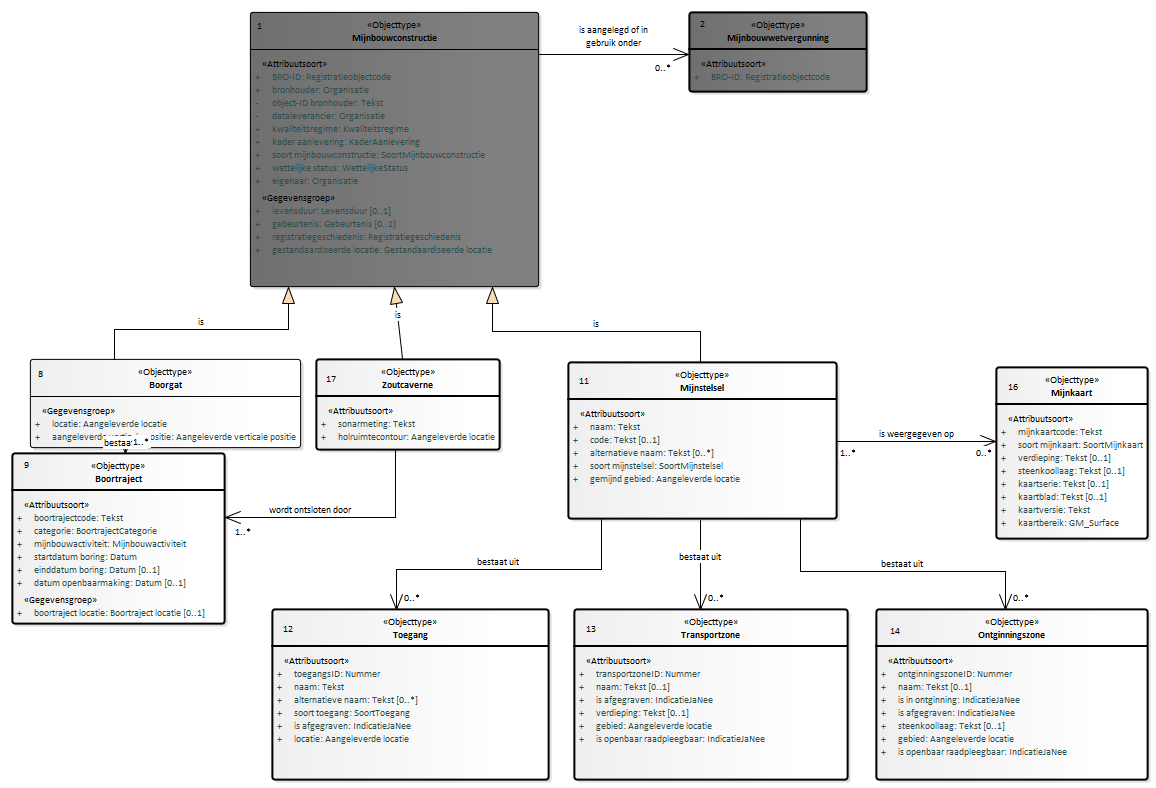 1
«Objecttype»
Mijnbouwconstructie
«Attribuutsoort»
+ BRO-ID: Registratieobjectcode
+ bronhouder: Organisatie
- object-ID bronhouder: Tekst
- dataleverancier: Organisatie
+ kwaliteitsregime: Kwaliteitsregime
+ kader aanlevering: KaderAanlevering
+ soort mijnbouwconstructie: SoortMijnbouwconstructie
+ wettelijke status: WettelijkeStatus
+ eigenaar: Organisatie
«Gegevensgroep»
+ levensduur: Levensduur [0..1]
+ gebeurtenis: Gebeurtenis [0..1]
+ registratiegeschiedenis: Registratiegeschiedenis
+ gestandaardiseerde locatie: Gestandaardiseerde locatie
is aangelegd of in
gebruik onder
0..*
2
«Objecttype»
Mijnbouwwetvergunning
«Attribuutsoort»
+ BRO-ID: Registratieobjectcode
is
is
is
8
«Objecttype»
Boorgat
«Gegevensgroep»
+ locatie: Aangeleverde locatie
+ aangeleverde positie: Aangeleverde verticale positie
bestaa 1..*
17
«Objecttype»
Zoutcaverne
«Attribuutsoort»
+ sonarmeting: Tekst
+ holruimtecontour: Aangeleverde locatie
11
«Objecttype»
Mijnstelsel
«Attribuutsoort»
+ naam: Tekst
+ code: Tekst [0..1]
+ alternatieve naam: Tekst [0..*]
+ soort mijnstelsel: SoortMijnstelsel
+ gemijnd gebied: Aangeleverde locatie
is weergegeven op
1..*
0..*
16
«Objecttype»
Mijnkaart
«Attribuutsoort»
+ mijnkaartcode: Tekst
+ soort mijnkaart: SoortMijnkaart
+ verdieping: Tekst [0..1]
+ steenkoollaag: Tekst [0..1]
+ kaartserie: Tekst [0..1]
+ kaartblad: Tekst [0..1]
+ kaartversie: Tekst
+ kaartbereik: GM_Surface
9
«Objecttype»
Boortraject
«Attribuutsoort»
+ boortrajectcode: Tekst
+ categorie: BoortrajectCategorie
+ mijnbouwactiviteit: Mijnbouwactiviteit
+ startdatum boring: Datum
+ einddatum boring: Datum [0..1]
+ datum openbaarmaking: Datum [0..1]
«Gegevensgroep»
+ boortraject locatie: Boortraject locatie [0..1]
wordt ontsloten door
1..*
bestaat uit
0..*
bestaat uit
0..*
bestaat uit
0..*
12
«Objecttype»
Toegang
«Attribuutsoort»
+ toegangsID: Nummer
+ naam: Tekst
+ alternatieve naam: Tekst [0..*]
+ soort toegang: SoortToegang
+ is afgegraven: IndicatieJaNee
+ locatie: Aangeleverde locatie
13
«Objecttype»
Transportzone
«Attribuutsoort»
+ transportzoneID: Nummer
+ naam: Tekst [0..1]
+ is afgegraven: IndicatieJaNee
+ verdieping: Tekst [0..1]
+ gebied: Aangeleverde locatie
+ is openbaar raadpleegbaar: IndicatieJaNee
14
«Objecttype»
Ontginningszone
«Attribuutsoort»
+ ontginningszoneID: Nummer
+ naam: Tekst [0..1]
+ is in ontginning: IndicatieJaNee
+ is afgegraven: IndicatieJaNee
+ steenkoollaag: Tekst [0..1]
+ gebied: Aangeleverde locatie
+ is openbaar raadpleegbaar: IndicatieJaNee